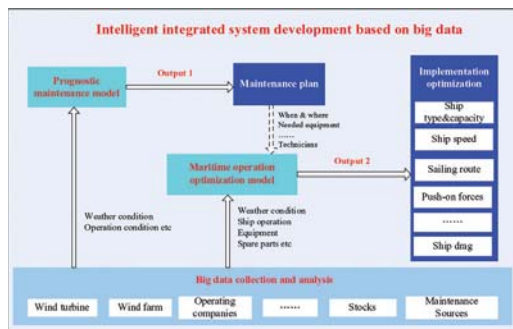 Intelligent integrated system development based on big data
Prognostic
maintenance model
Output 1
Maintenance plan
Implementation
optimization
Ship
type&capacity
Ship speed
Sailing route
Push-on forces
......
Ship drag
When & where
Needed equipment
......
Technicians
Maritime operation
optimization model
Output 2
Weather condition
Operation condition etc
Weather condition
Ship operation
Equipment
Spare parts etc
Big data collection and analysis
Wind turbine
Wind farm
Operating
companies
......
Stocks
Maintenance
Sources